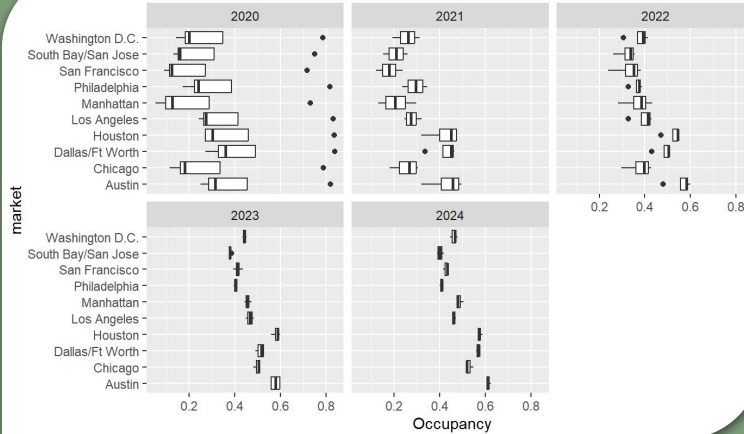 2020 2021 2022
Washington D.C.
South Bay/San Jose
San Francisco
Philadelphia
Manhattan
Los Angeles
Houston
Dallas/Ft Worth
Chicago
Austin
0.2 0.4 0.6 0.8
market
2023 2024
Washington D.C.
South Bay/San Jose
San Francisco
Philadelphia
Manhattan
Los Angeles
Houston
Dallas/Ft Worth
Chicago
Austin
0.2 0.4 0.6 0.8 0.2 0.4 0.6 0.8
Occupancy